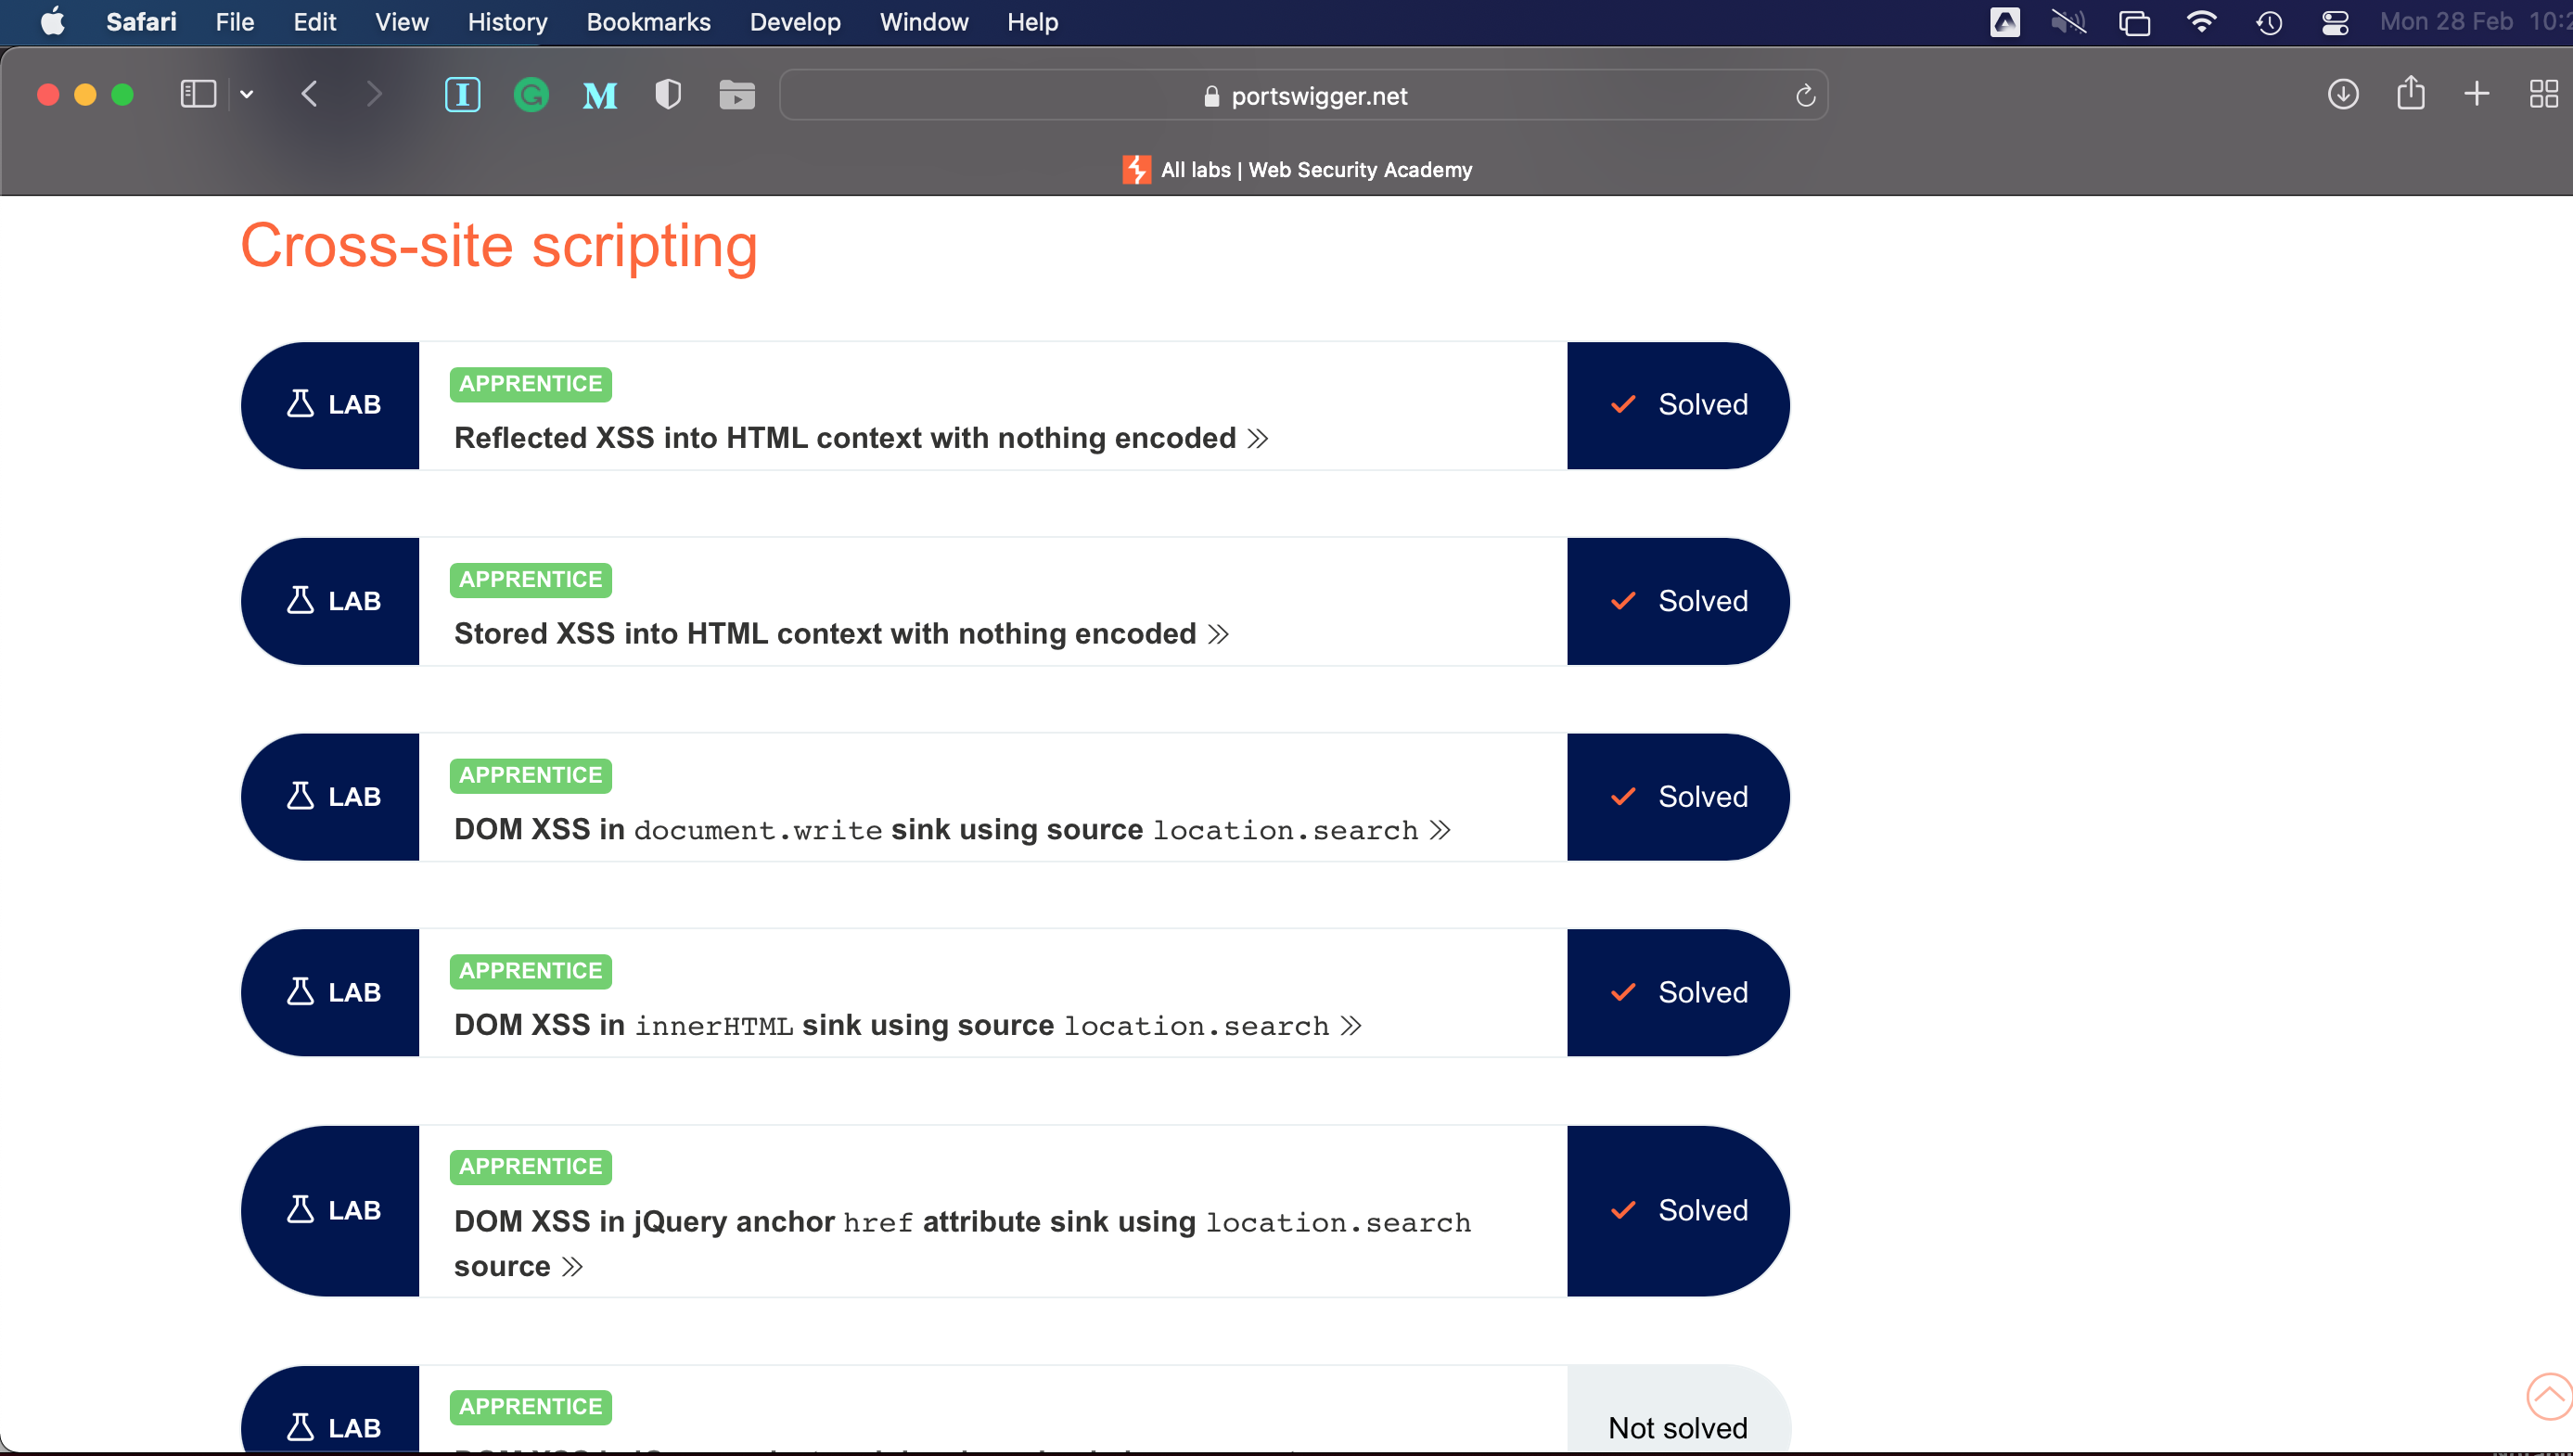 Safari File Edit View History Bookmarks Develop Window Help Mon 28 Feb
portswigger.net
All labs | Web Security Academy
Cross-site scripting
LAB
APPRENTICE
Reflected XSS into HTML context with nothing encoded
Solved
LAB
APPRENTICE
Stored XSS into HTML context with nothing encoded
Solved
LAB
APPRENTICE
DOM XSS in document.write sink using source location.search
Solved
LAB
APPRENTICE
DOM XSS in innerHTML sink using source location.search
Solved
LAB
APPRENTICE
DOM XSS in jQuery anchor href attribute sink using location.search
source
Solved
LAB
APPRENTICE
Not solved